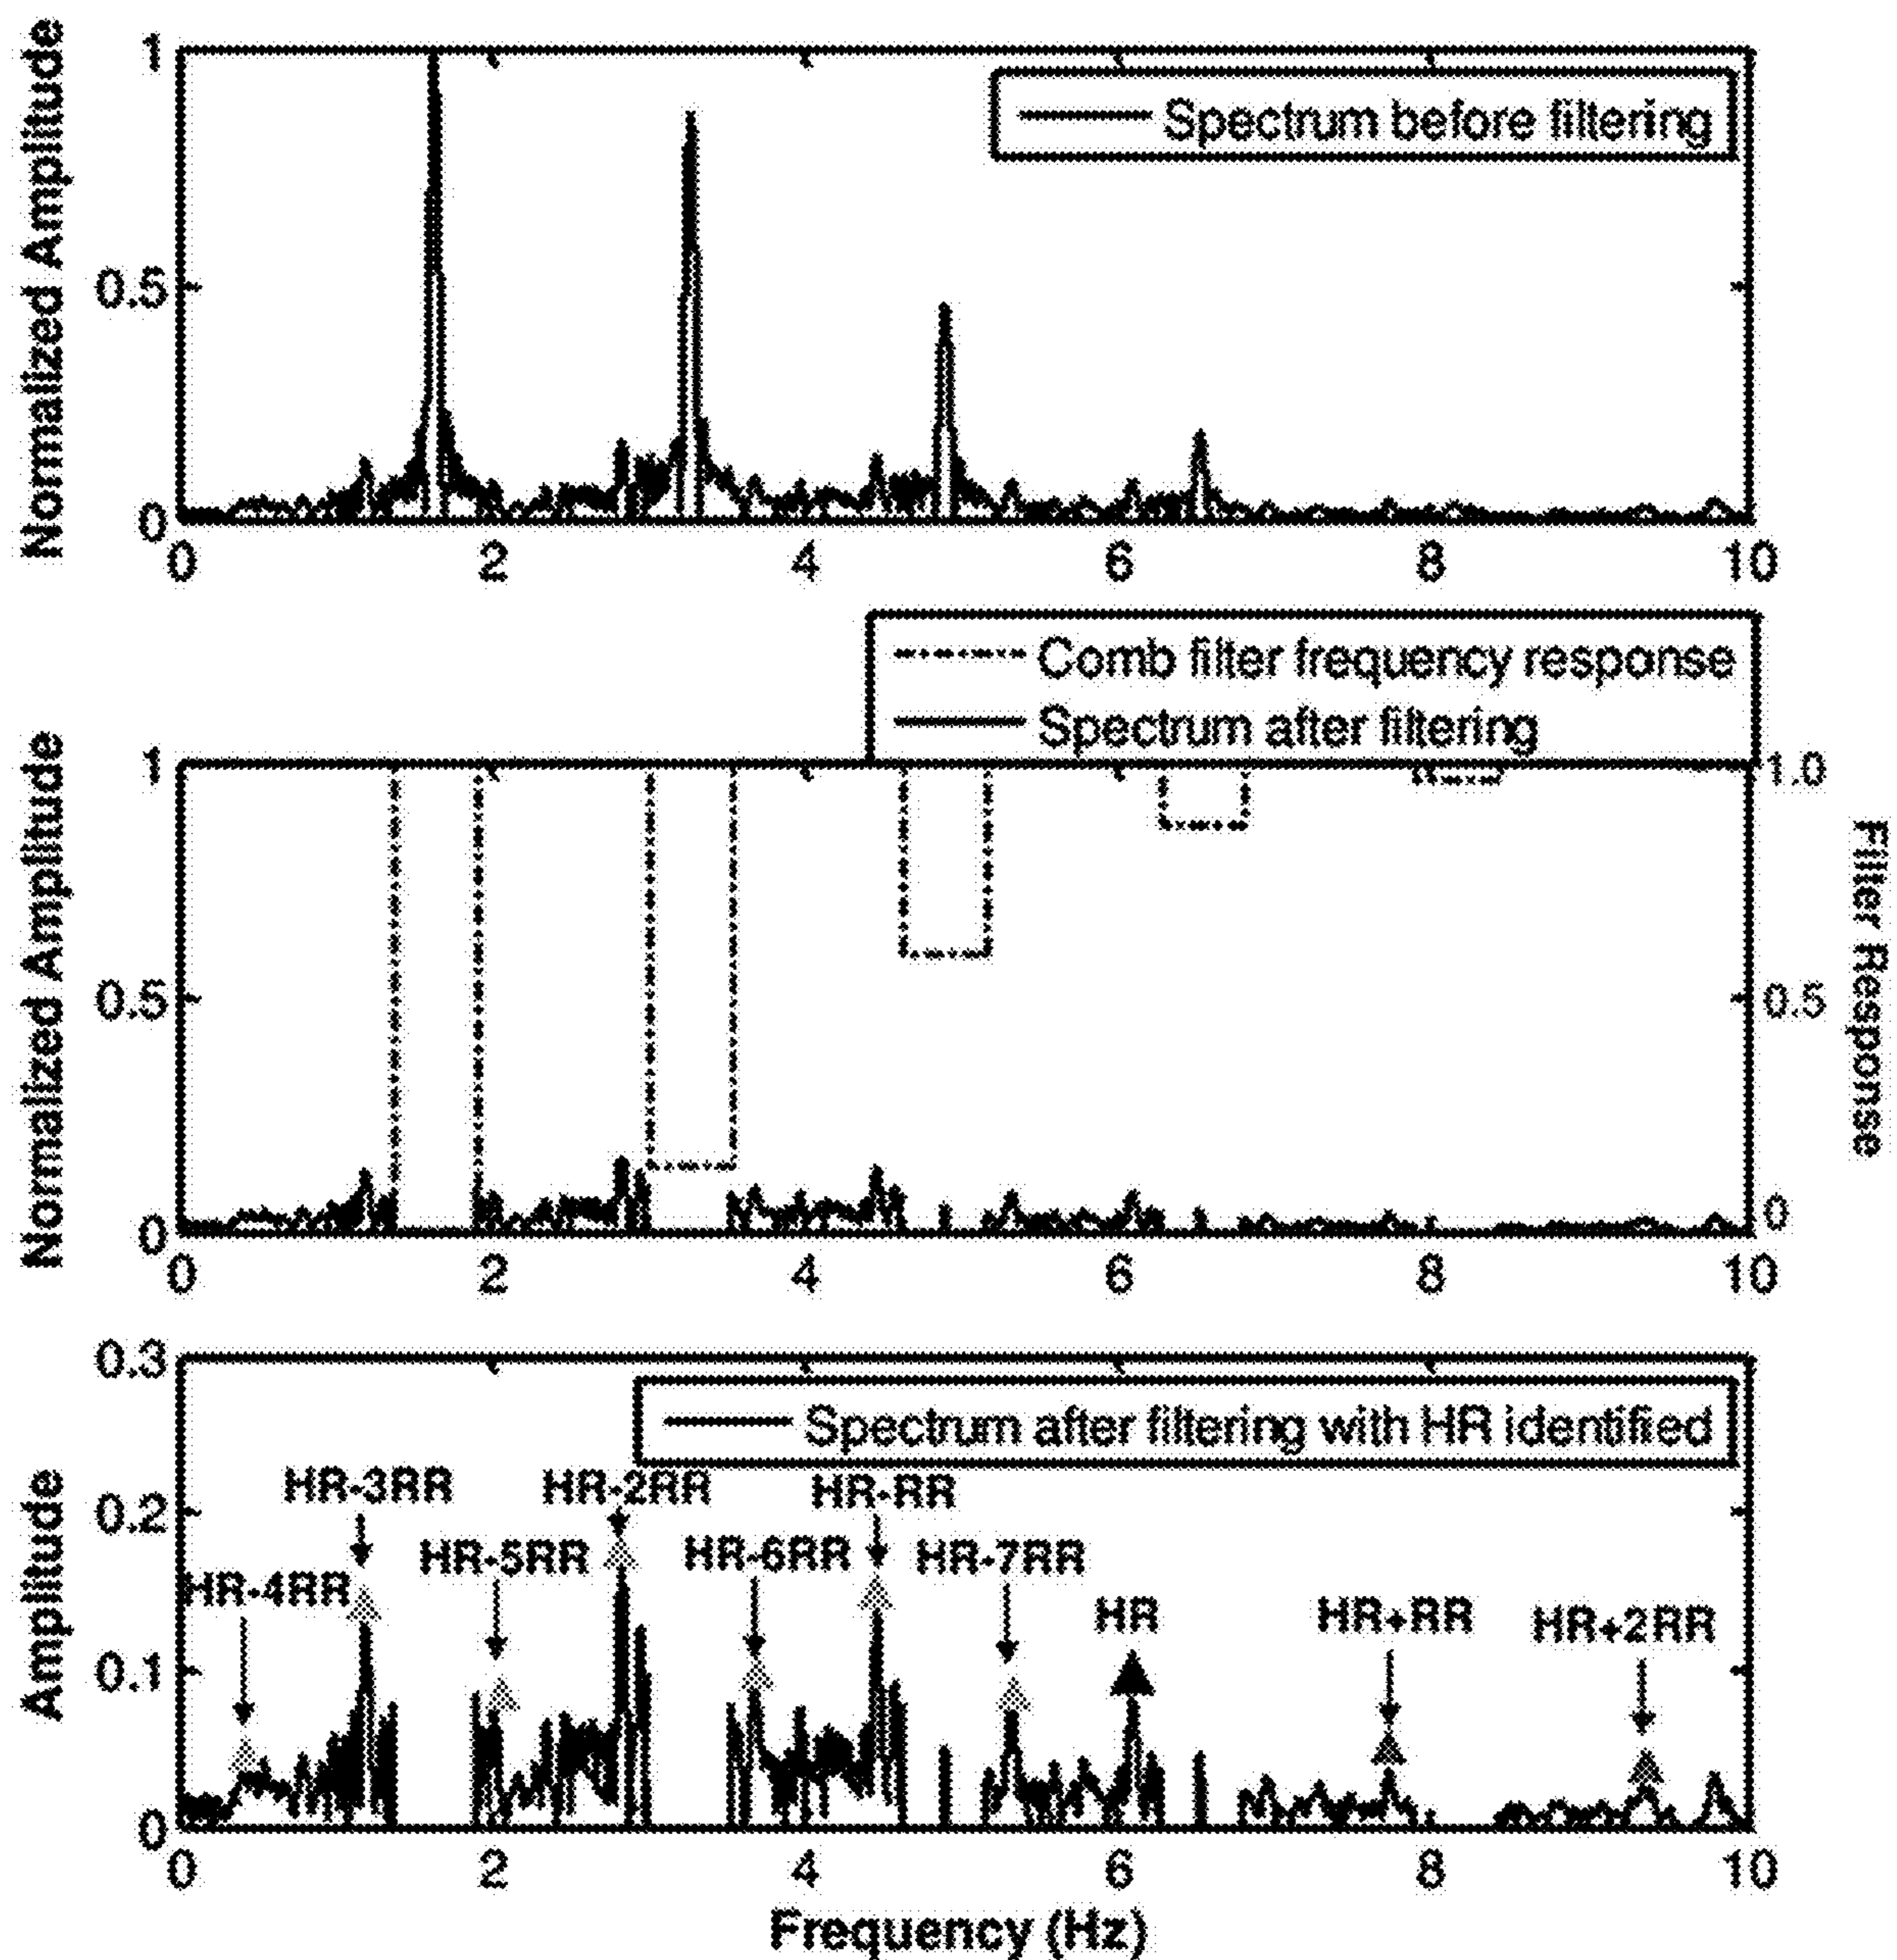 Normalized Amplitude
1
0.5
0
Spectrum before filtering
0 2 4 6 8 10
Comb filter frequency response
Spectrum after filtering
Normalized Amplitude
1
0.5
0
1.0
0.5
0
Filter Response
0 2 4 6 8 10
Amplitude
0.3
0.2
0.1
0
Spectrum after filtering with HR identified
HR-3RR HR-2RR HR-RR
HR-4RR HR-5RR HR-6RR HR-7RR
HR HR+RR HR+2RR
0 2 4 6 8 10
Frequency (Hz)